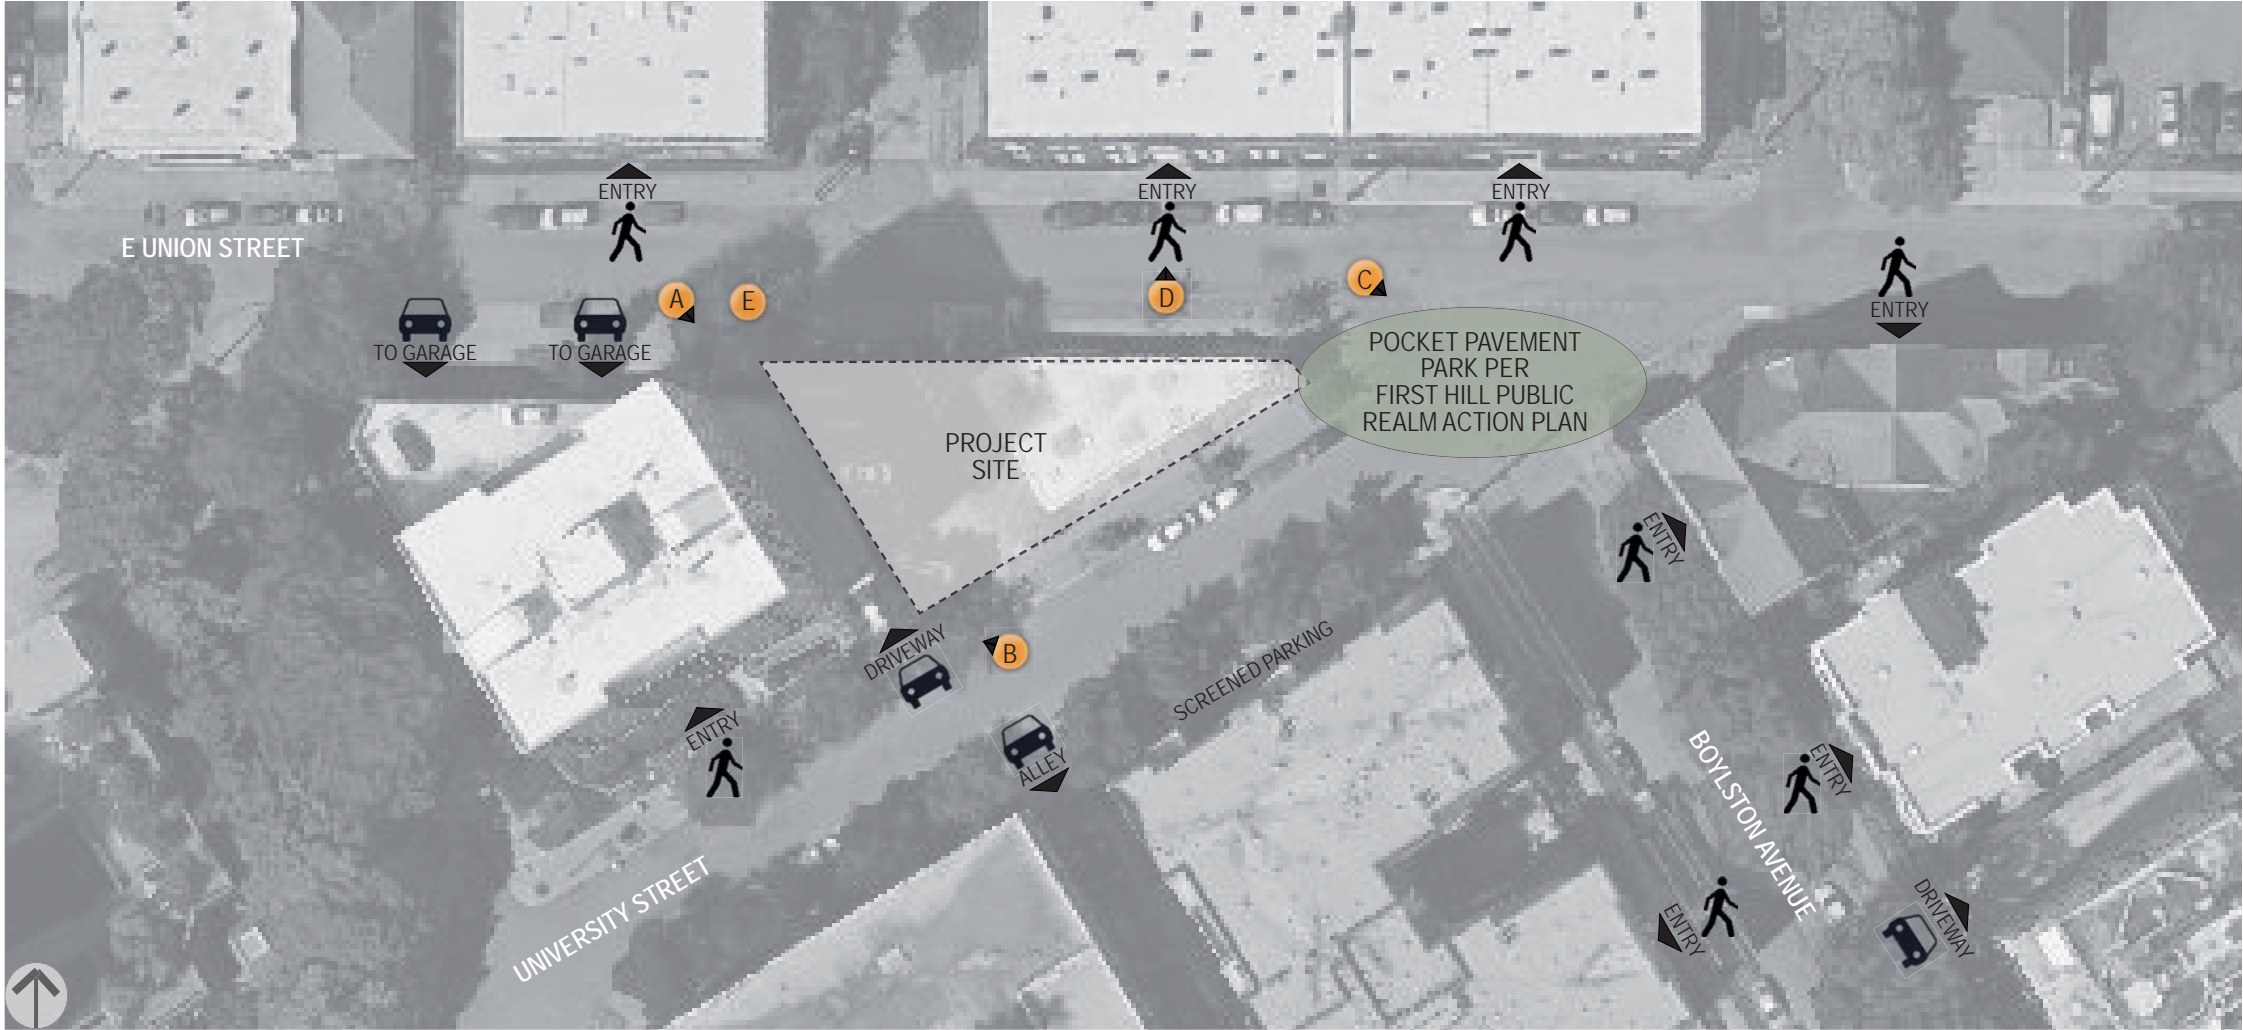 ENTRY
ENTRY
ENTRY
E UNION STREET
A
E
D
C
ENTRY
TO GARAGE
TO GARAGE
POCKET PAVEMENT
PARK PER
FIRST HILL PUBLIC
REALM ACTION PLAN
PROJECT
SITE
ENTRY
DRIVEWAY
B
SCREENED PARKING
ENTRY
ALLEY
BOYLSTON AVENUE
ENTRY
UNIVERSITY STREET
ENTRY
DRIVEWAY